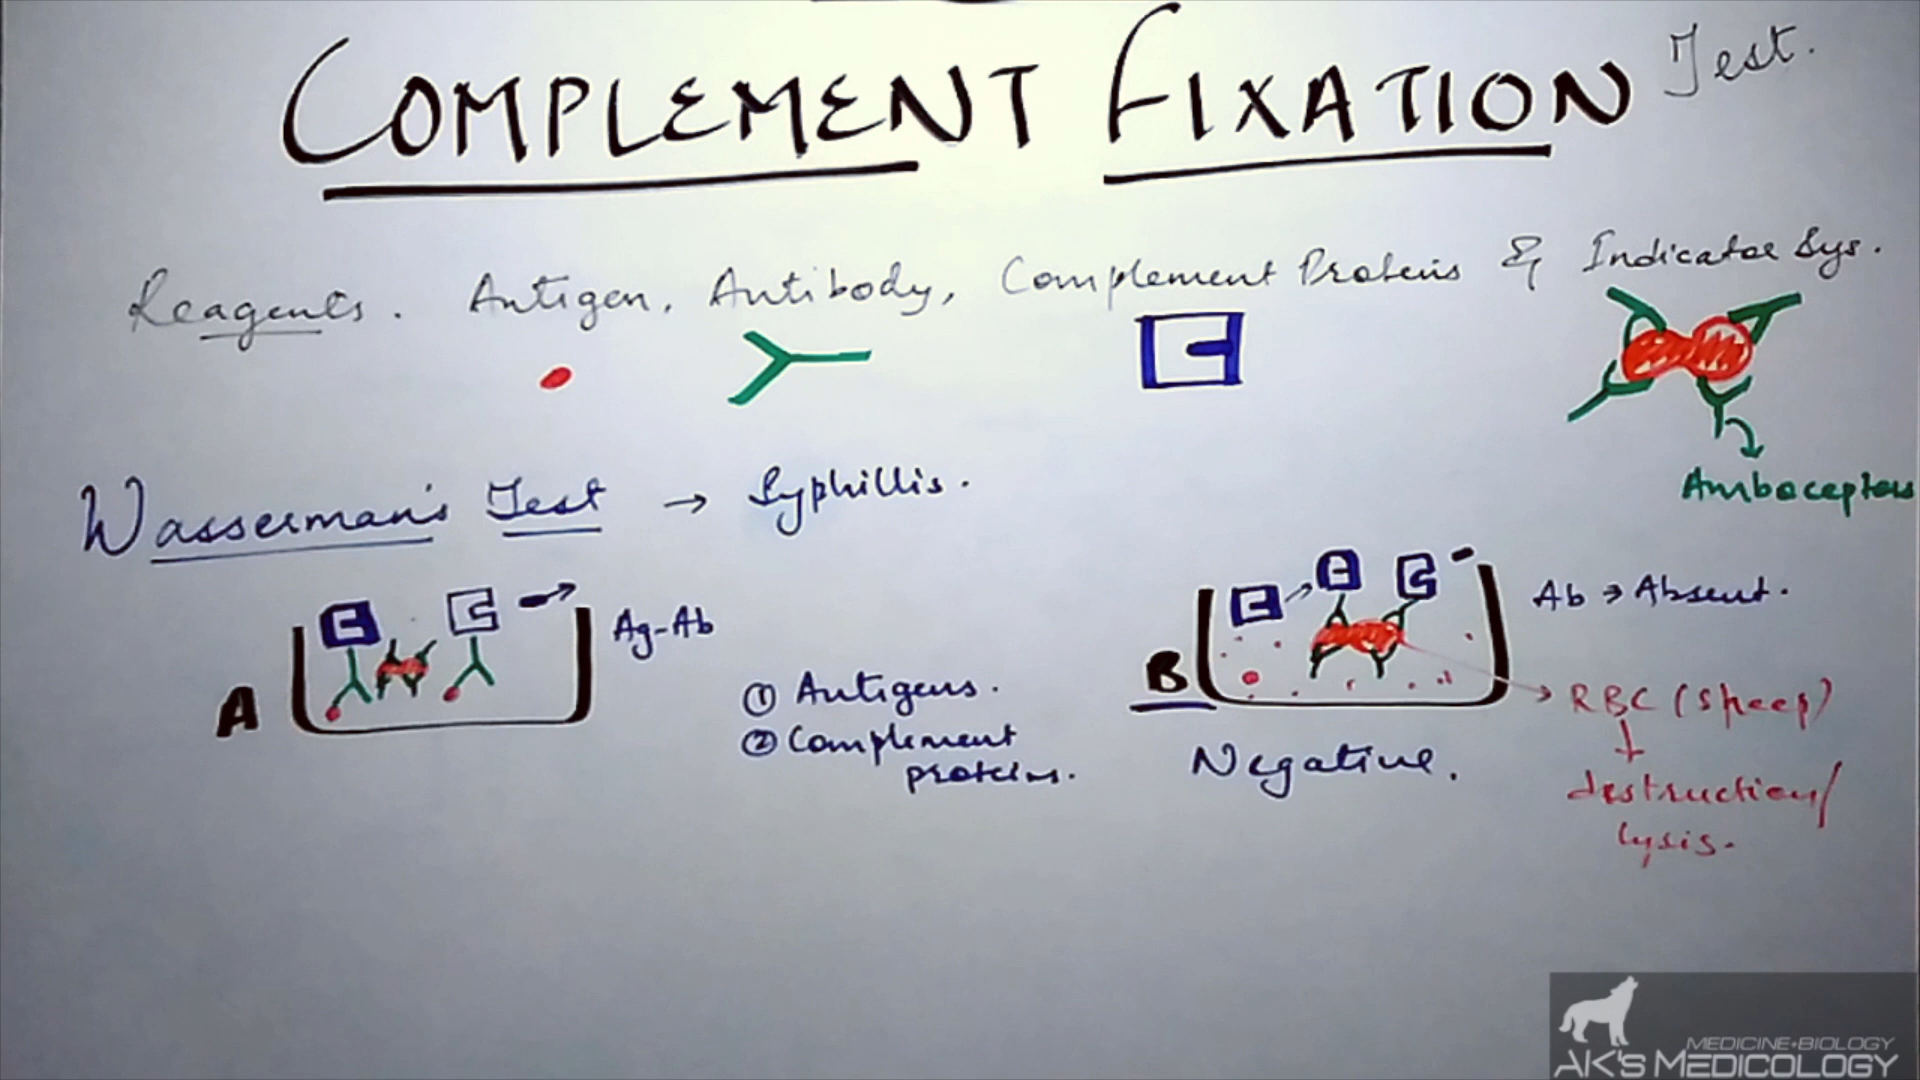 COMPLEMENT FIXATION Test.
Reagents. Antigen, Antibody, Complement Proteins & Indicator Sys.
Amboceptors
Wasserman's Test → Syphillis.
A
Ag-Ab
① Antigens.
② Complement
proteins.
B
Ab → Absent.
Negative.
RBC (Sheep)
destruction/
lysis.
MEDICINE+BIOLOGY
AK'S MEDICOLOGY